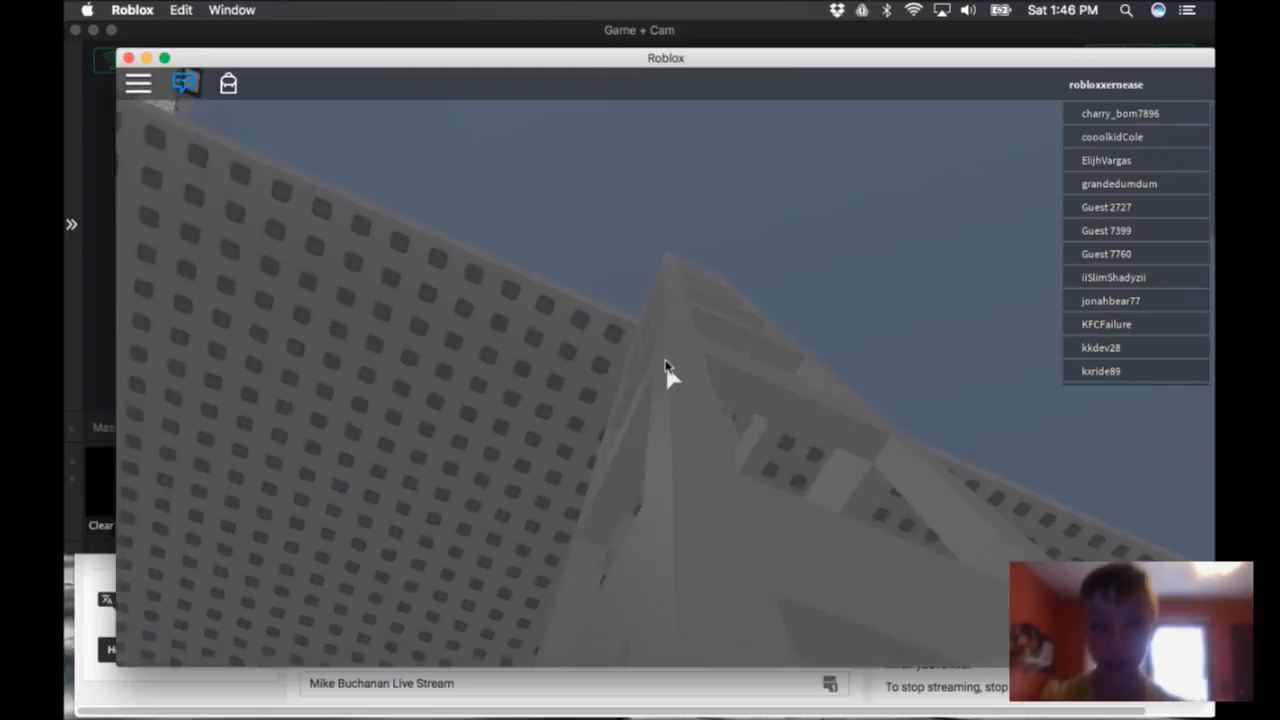 Roblox Edit Window Sat 1:46 PM
Game + Cam
Roblox
robloxxernease
charry_bom7896
cooolkidCole
ElijhVargas
grandedumdum
Guest 2727
Guest 7399
Guest 7760
iiSlimShadyzii
jonahbear77
KFCFailure
kkdev28
kxride89
Mas
Clear
Mike Buchanan Live Stream
To stop streaming, stop